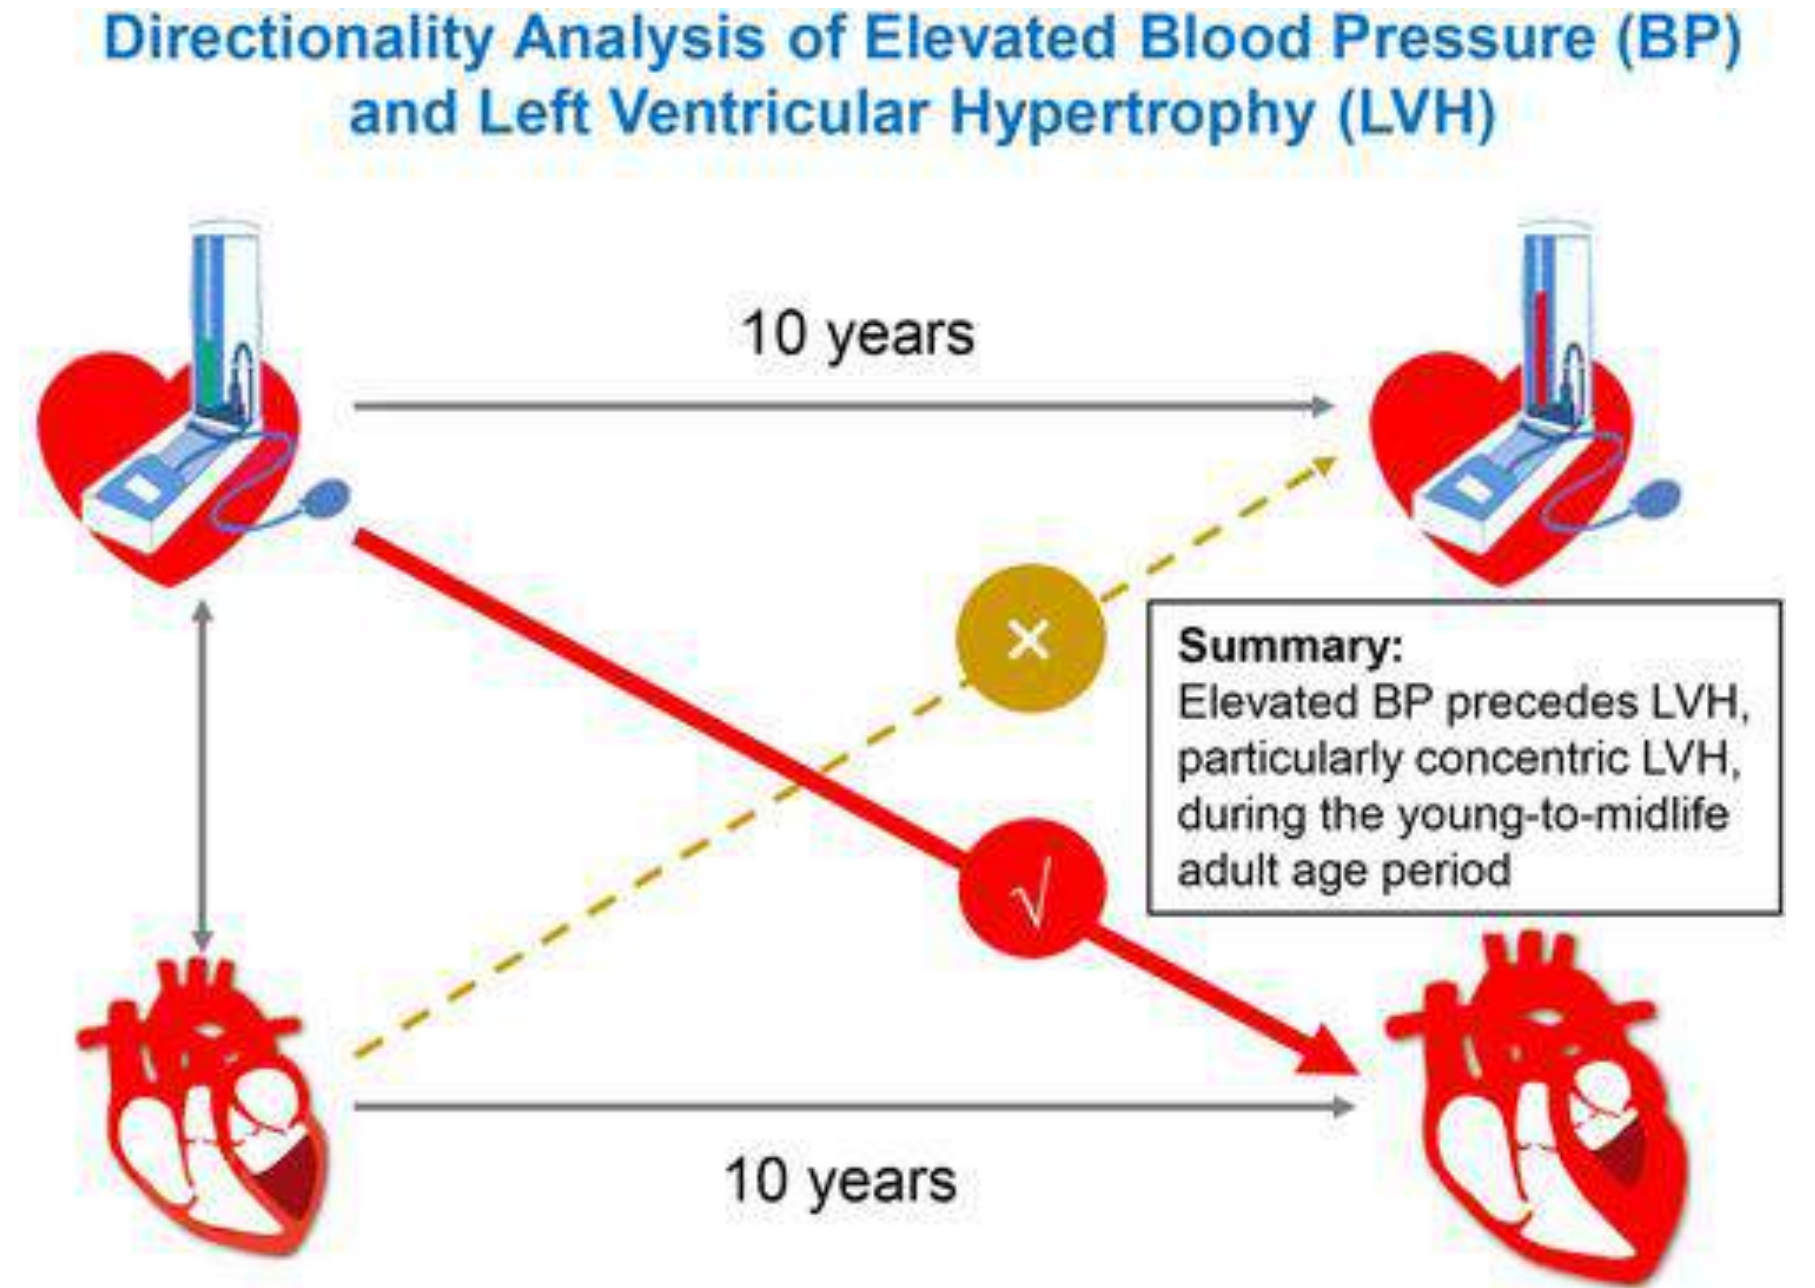 Directionality Analysis of Elevated Blood Pressure (BP)
and Left Ventricular Hypertrophy (LVH)
10 years
×
Summary:
Elevated BP precedes LVH,
particularly concentric LVH,
during the young-to-midlife
adult age period
√
10 years